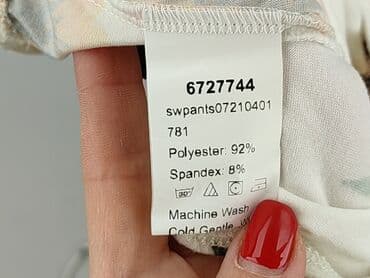 6727744
swpants07210401
781
Polyester: 92%
Spandex: 8%
Machine Wash
Cold Gentle